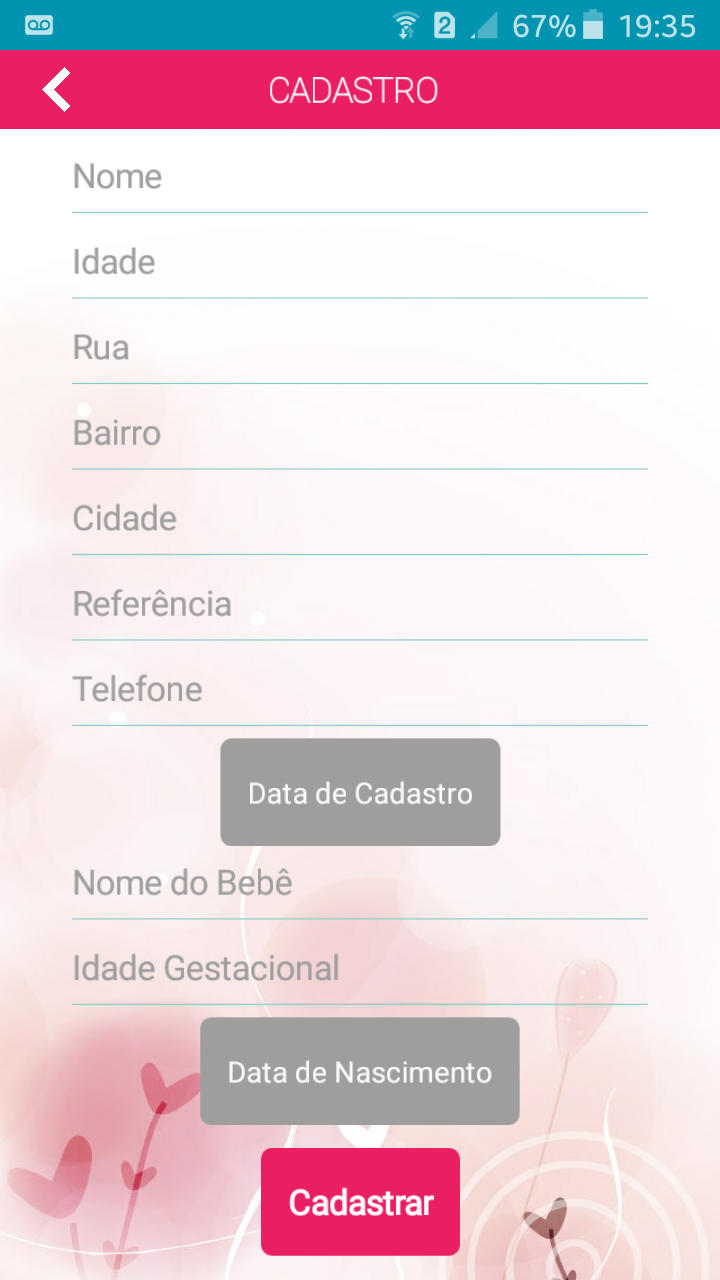 2 67% 19:35
CADASTRO
Nome
Idade
Rua
Bairro
Cidade
Referência
Telefone
Data de Cadastro
Nome do Bebê
Idade Gestacional
Data de Nascimento
Cadastrar